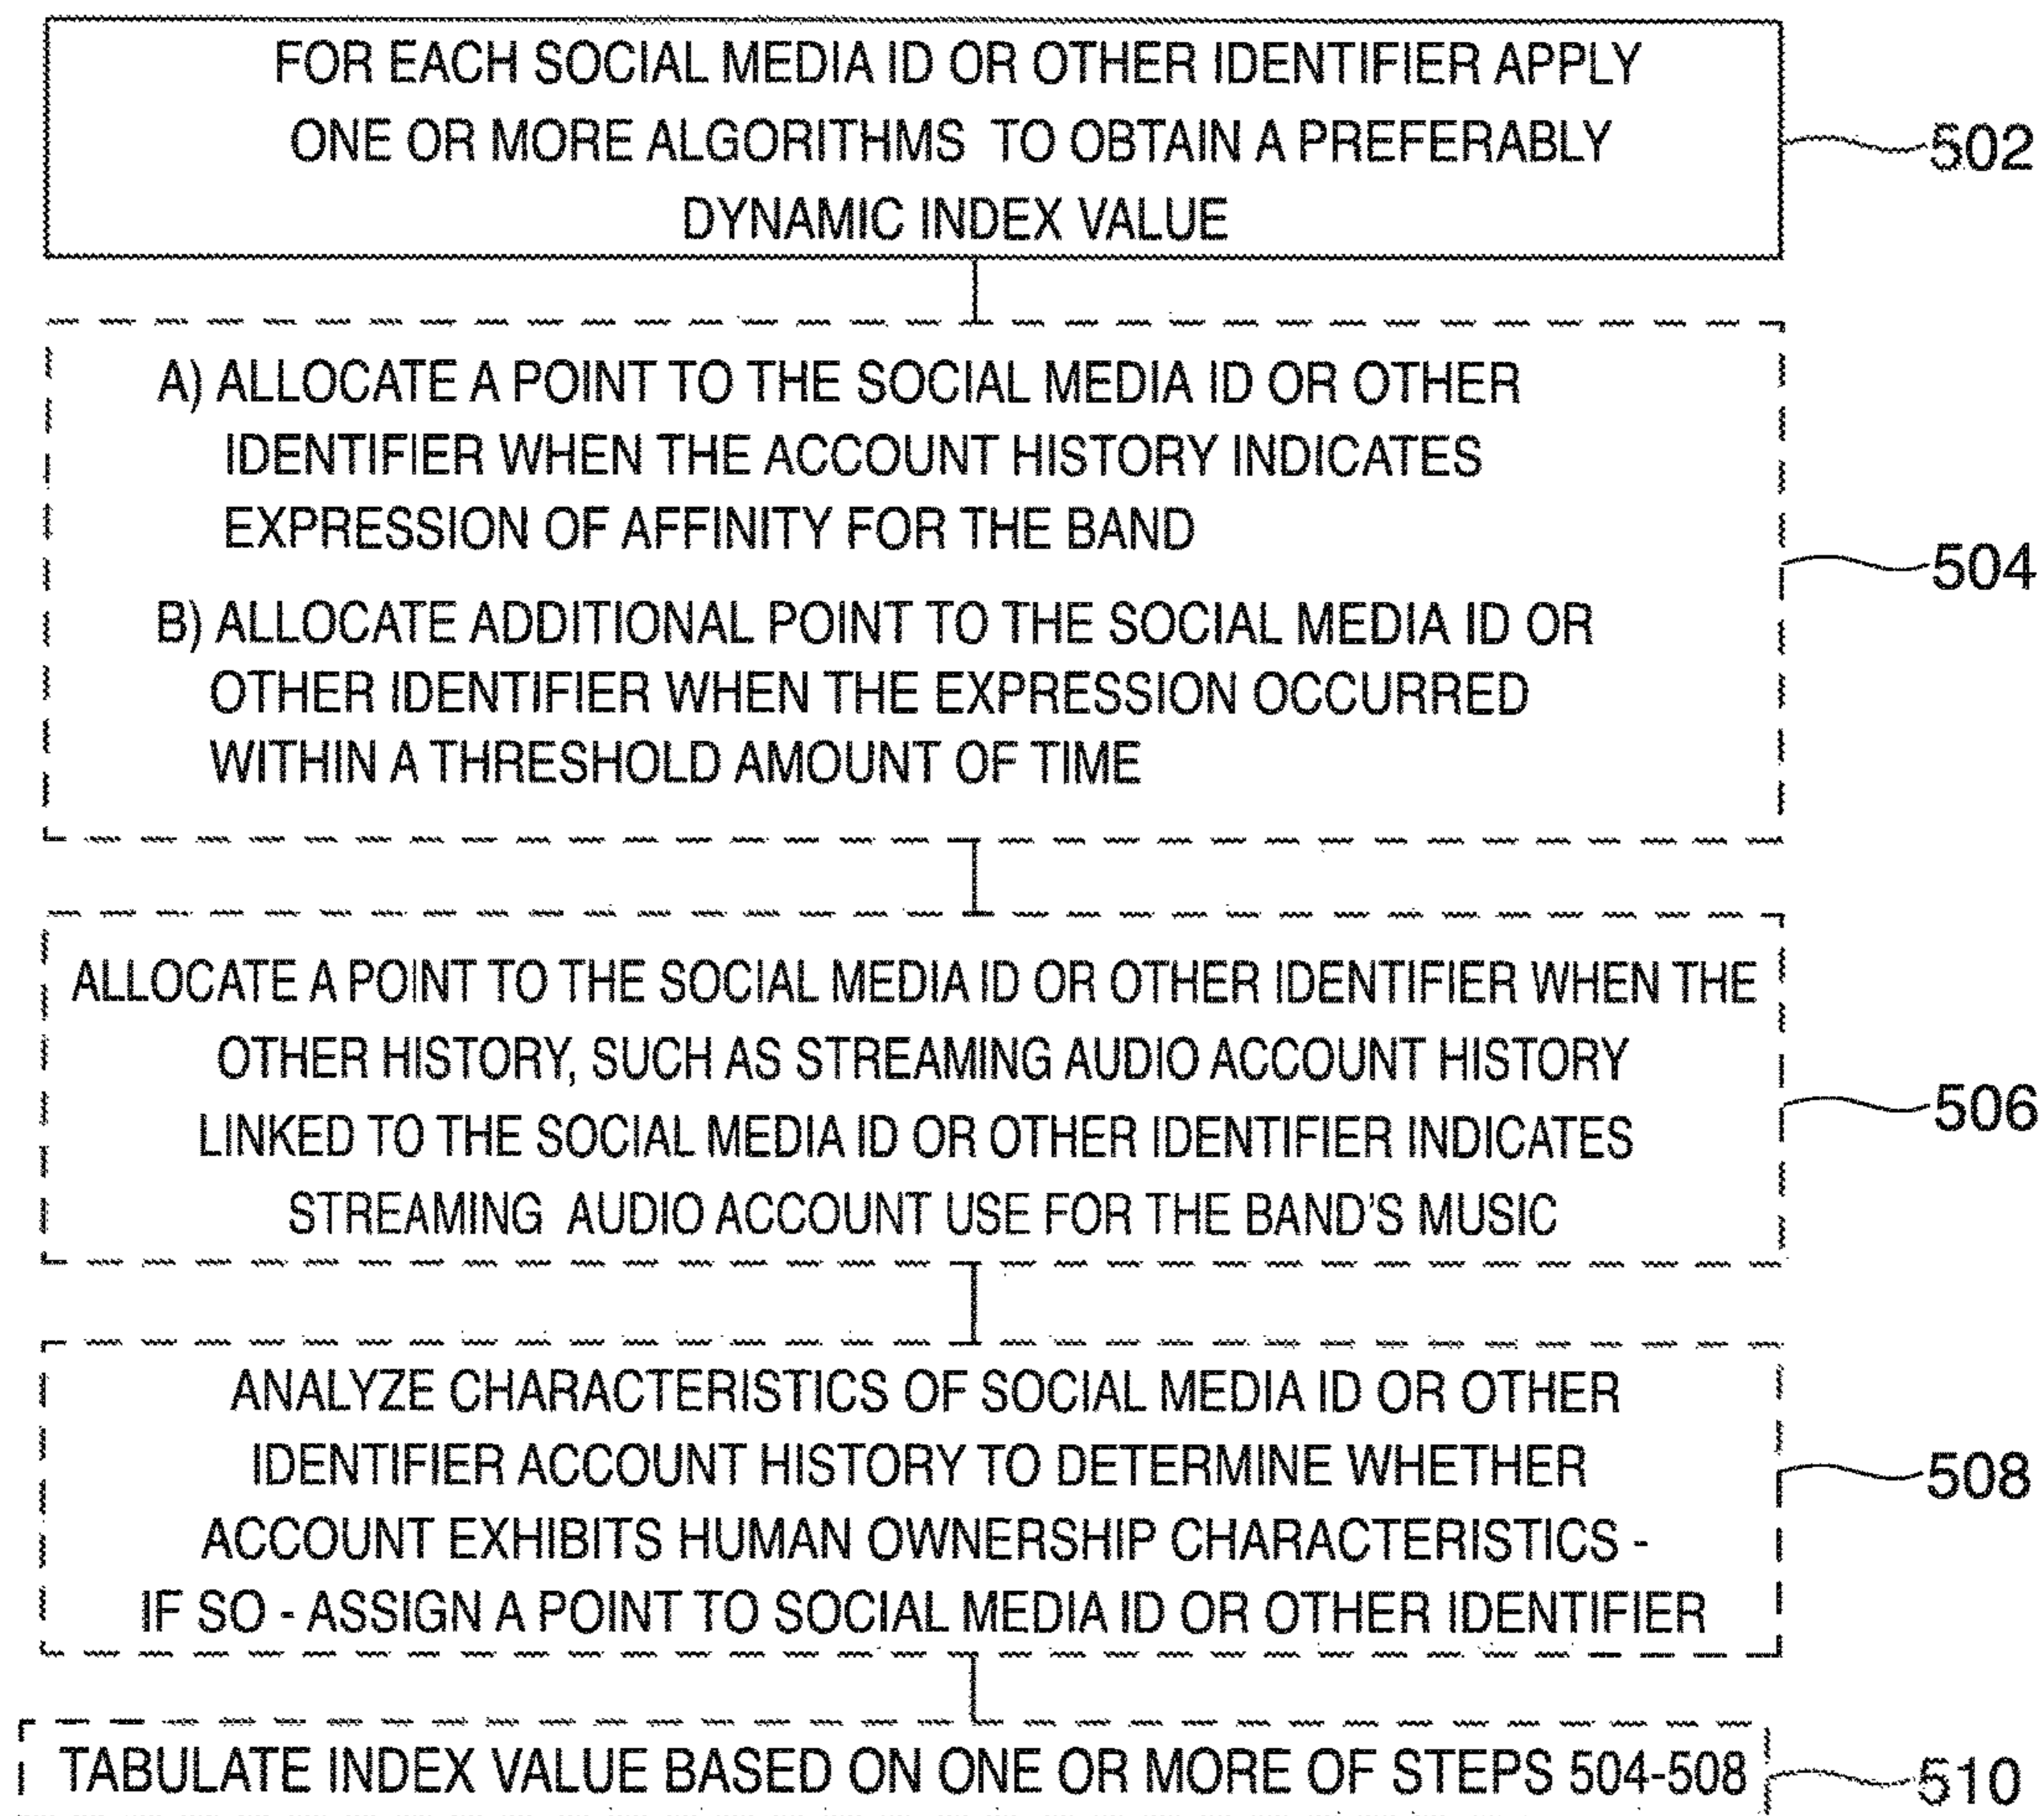 FOR EACH SOCIAL MEDIA ID OR OTHER IDENTIFIER APPLY
ONE OR MORE ALGORITHMS TO OBTAIN A PREFERABLY
DYNAMIC INDEX VALUE
502
A) ALLOCATE A POINT TO THE SOCIAL MEDIA ID OR OTHER
IDENTIFIER WHEN THE ACCOUNT HISTORY INDICATES
EXPRESSION OF AFFINITY FOR THE BAND
B) ALLOCATE ADDITIONAL POINT TO THE SOCIAL MEDIA ID OR
OTHER IDENTIFIER WHEN THE EXPRESSION OCCURRED
WITHIN A THRESHOLD AMOUNT OF TIME
504
ALLOCATE A POINT TO THE SOCIAL MEDIA ID OR OTHER IDENTIFIER WHEN THE
OTHER HISTORY, SUCH AS STREAMING AUDIO ACCOUNT HISTORY
LINKED TO THE SOCIAL MEDIA ID OR OTHER IDENTIFIER INDICATES
STREAMING AUDIO ACCOUNT USE FOR THE BAND'S MUSIC
506
ANALYZE CHARACTERISTICS OF SOCIAL MEDIA ID OR OTHER
IDENTIFIER ACCOUNT HISTORY TO DETERMINE WHETHER
ACCOUNT EXHIBITS HUMAN OWNERSHIP CHARACTERISTICS -
IF SO - ASSIGN A POINT TO SOCIAL MEDIA ID OR OTHER IDENTIFIER
508
TABULATE INDEX VALUE BASED ON ONE OR MORE OF STEPS 504-508
510